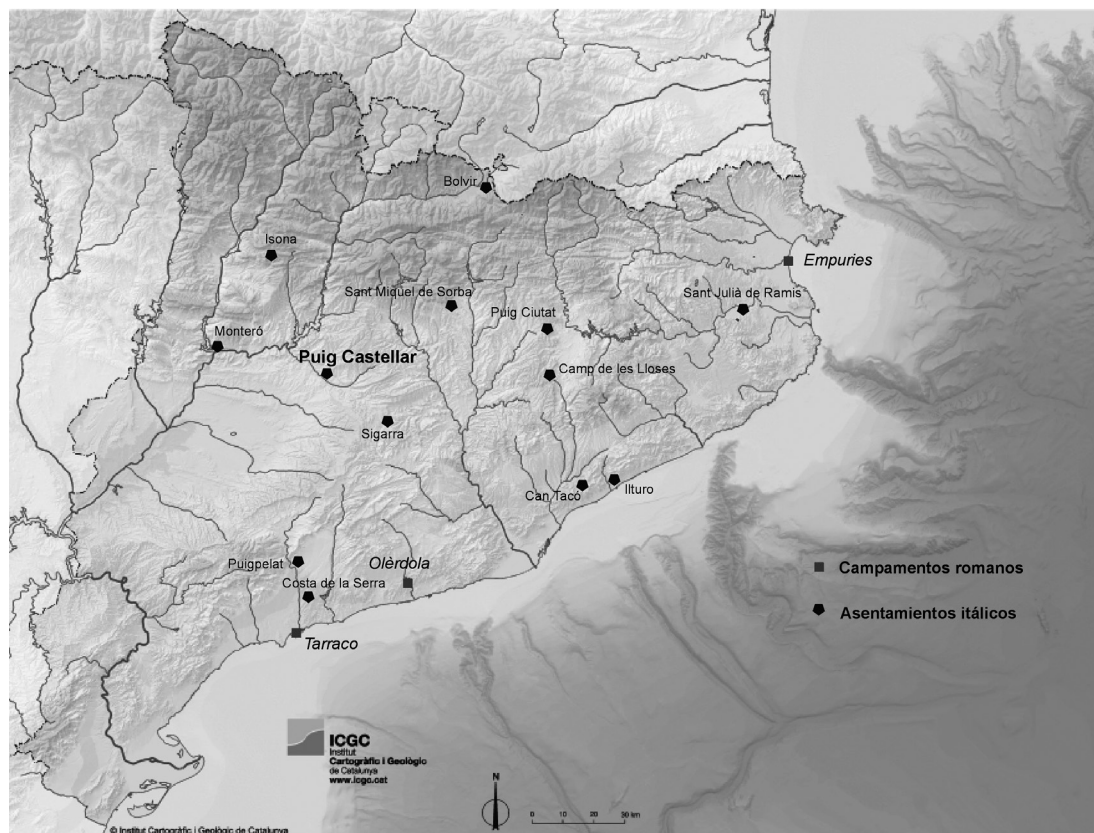 Bolvir
Isona
Empuries
Sant Miquel de Sorba
Sant Julià de Ramis
Puig Ciutat
Monteró
Puig Castellar
Camp de les Lloses
Sigarra
Can Tacó
Ilturo
Puigpelat
Olèrdola
Costa de la Serra
Tarraco
Campamentos romanos
Asentamientos itálicos
ICGC
Institut
Cartogràfic i Geològic
de Catalunya
www.icgc.cat
N
0 10 20 30 km
© Institut Cartogràfic i Geològic de Catalunya